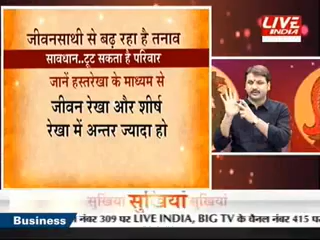 जीवनसाथी से बढ़ रहा है तनाव
सावधान..टूट सकता है परिवार
जानें हस्तरेखा के माध्यम से
जीवन रेखा और शीर्ष
रेखा में अन्तर ज्यादा हो
LIVE
INDIA
सुर्खियां सुर्खियां सुर्खियां
Business
नंबर 309 पर LIVE INDIA, BIG TV के चैनल नंबर 415 प